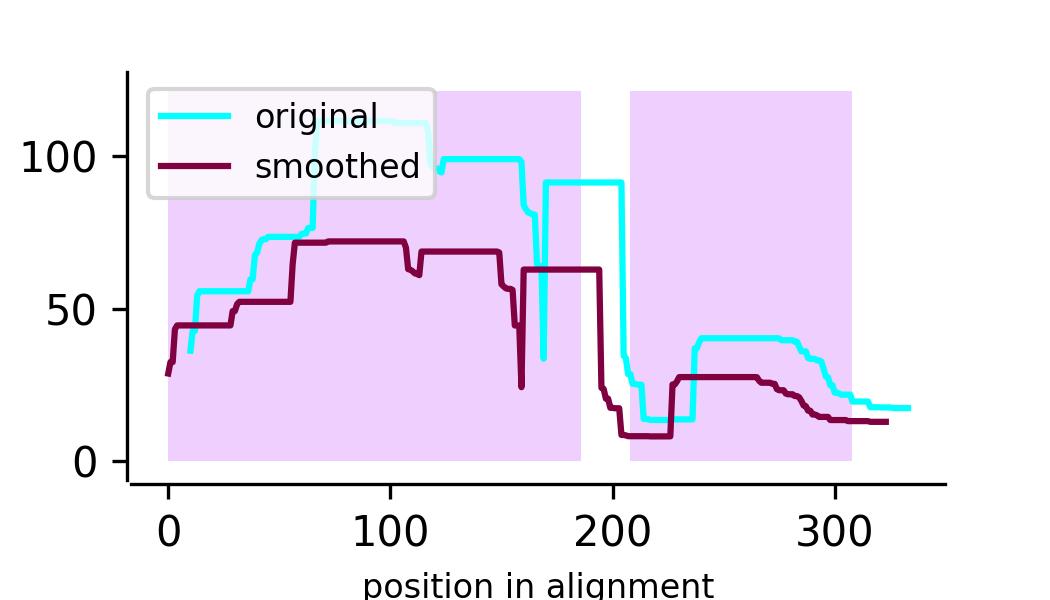 original
smoothed
100
50
0
0 100 200 300
position in alignment